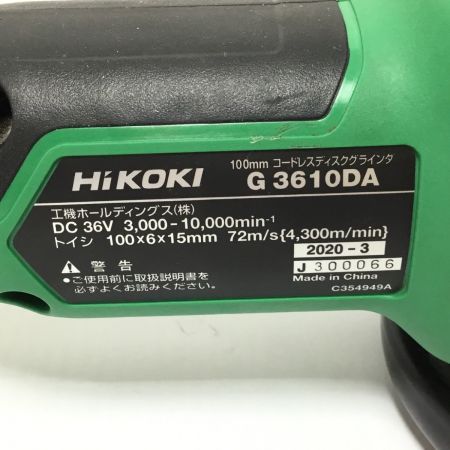 100mm コードレスディスクグラインダ
HiKOKI G 3610DA
工機ホールディングス(株)
DC 36V 3,000-10,000min-1
トイシ 100×6×15mm 72m/s{4,300m/min}
2020-3
⚠ 警告
J 300066
●ご使用前に取扱説明書を
Made in China
必ずよくお読みください。
C354949A